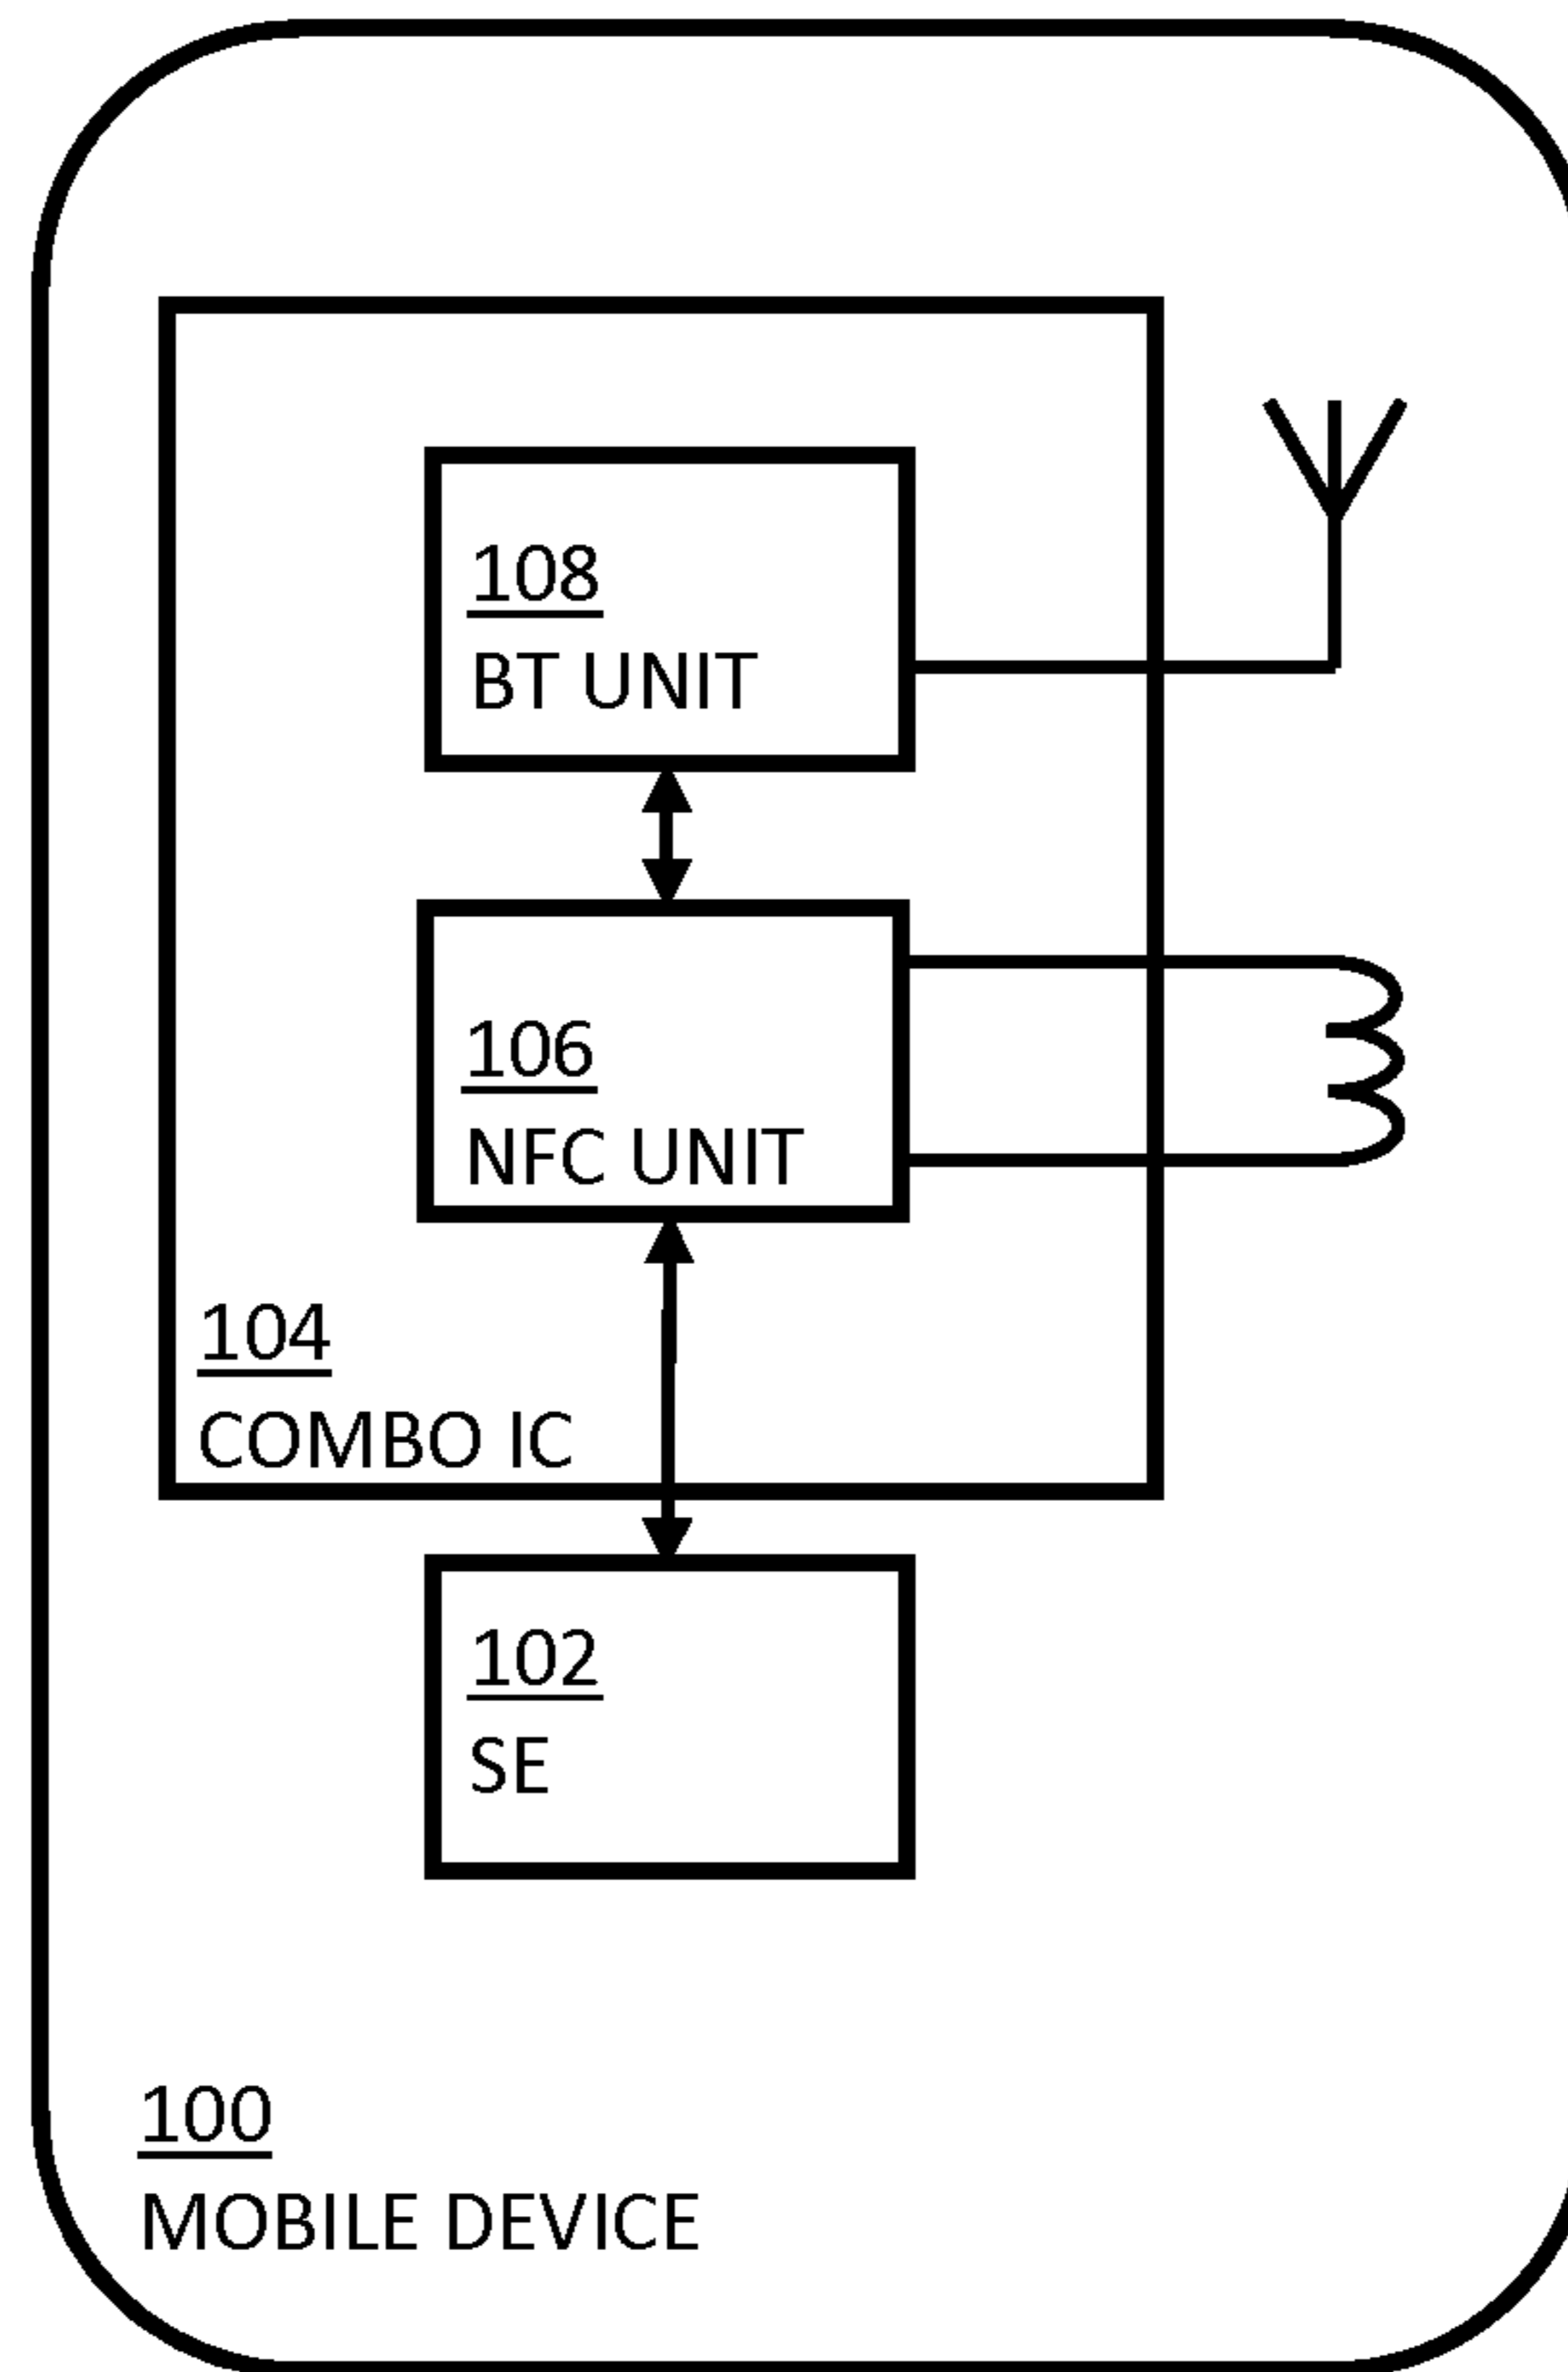 108
BT UNIT
106
NFC UNIT
104
COMBO IC
102
SE
100
MOBILE DEVICE